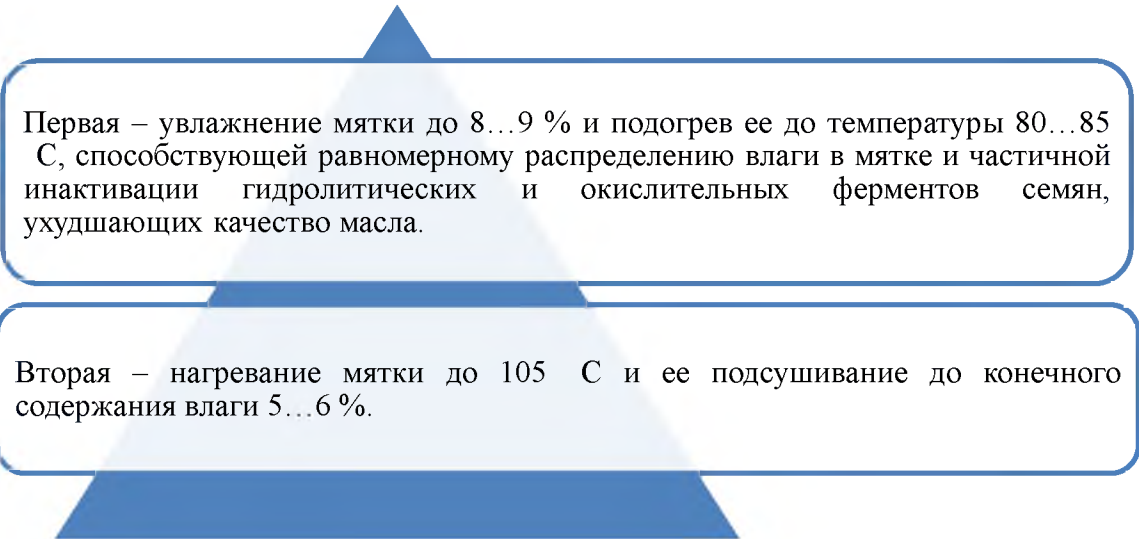 Первая – увлажнение мятки до 8…9 % и подогрев ее до температуры 80…85
С, способствующей равномерному распределению влаги в мятке и частичной
инактивации гидролитических и окислительных ферментов семян,
ухудшающих качество масла.
Вторая – нагревание мятки до 105 С и ее подсушивание до конечного
содержания влаги 5…6 %.